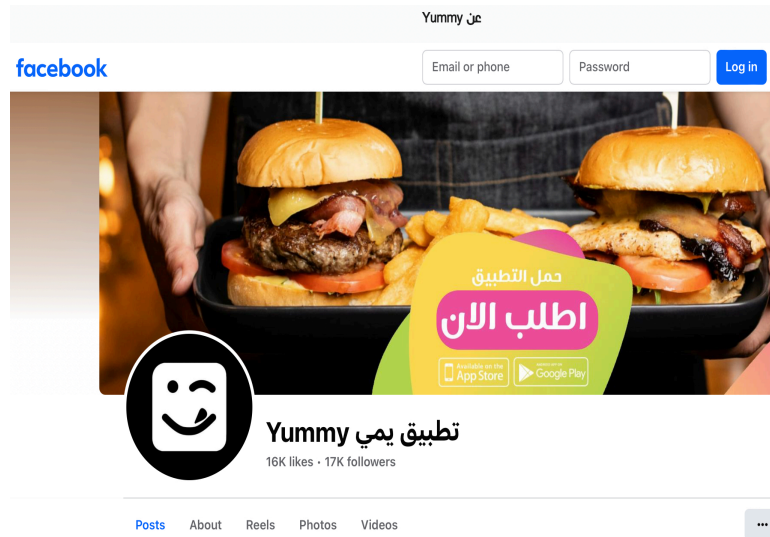 عن Yummy
facebook
Email or phone
Password
Log in
حمل التطبيق
اطلب الان
Available on the
App Store
Google Play
تطبيق يمي Yummy
16K likes · 17K followers
Posts About Reels Photos Videos
...